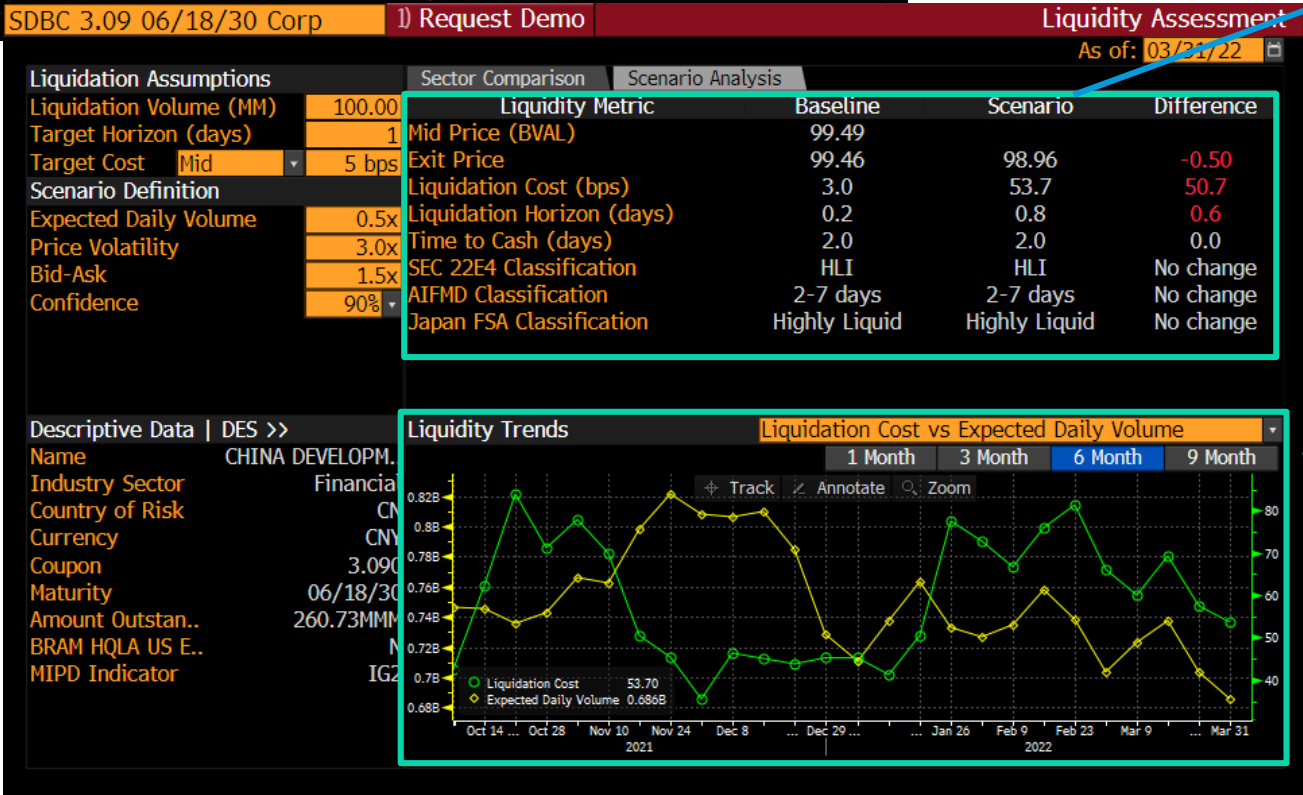 SDBC 3.09 06/18/30 Corp 1) Request Demo Liquidity Assessment
As of: 03/31/22
Liquidation Assumptions
Liquidation Volume (MM) 100.00
Target Horizon (days) 1
Target Cost Mid 5 bps
Scenario Definition
Expected Daily Volume 0.5x
Price Volatility 3.0x
Bid-Ask 1.5x
Confidence 90%
Sector Comparison Scenario Analysis
Liquidity Metric Baseline Scenario Difference
Mid Price (BVAL) 99.49
Exit Price 99.46 98.96 -0.50
Liquidation Cost (bps) 3.0 53.7 50.7
Liquidation Horizon (days) 0.2 0.8 0.6
Time to Cash (days) 2.0 2.0 0.0
SEC 22E4 Classification HLI HLI No change
AIFMD Classification 2-7 days 2-7 days No change
Japan FSA Classification Highly Liquid Highly Liquid No change
Descriptive Data | DES >>
Name CHINA DEVELOPM..
Industry Sector Financial
Country of Risk CN
Currency CNY
Coupon 3.090
Maturity 06/18/30
Amount Outstan.. 260.73MMM
BRAM HQLA US E.. N
MIPD Indicator IG2
Liquidity Trends Liquidation Cost vs Expected Daily Volume
1 Month 3 Month 6 Month 9 Month
Track Annotate Zoom
0.82B
0.8B
0.78B
0.76B
0.74B
0.72B
0.7B
0.68B
80
70
60
50
40
Liquidation Cost 53.70
Expected Daily Volume 0.686B
Oct 14 ... Oct 28 Nov 10 Nov 24 Dec 8 ... Dec 29 ... ... Jan 26 Feb 9 Feb 23 Mar 9 ... Mar 31
2021 2022